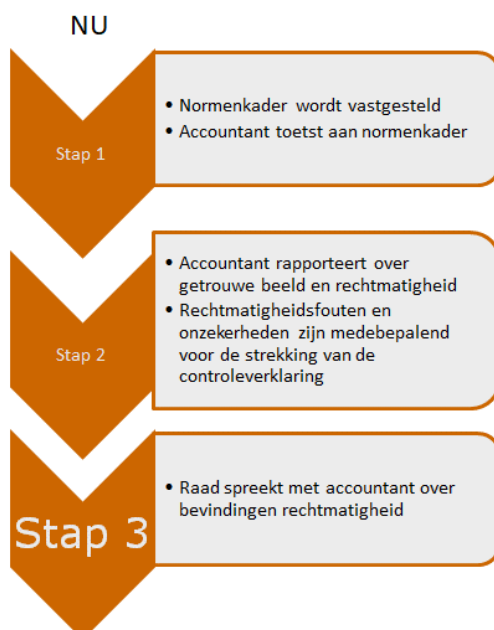 NU
Stap 1
• Normenkader wordt vastgesteld
• Accountant toetst aan normenkader
Stap 2
• Accountant rapporteert over
getrouwe beeld en rechtmatigheid
• Rechtmatigheidsfouten en
onzekerheden zijn medebepalend
voor de strekking van de
controleverklaring
Stap 3
• Raad spreekt met accountant over
bevindingen rechtmatigheid